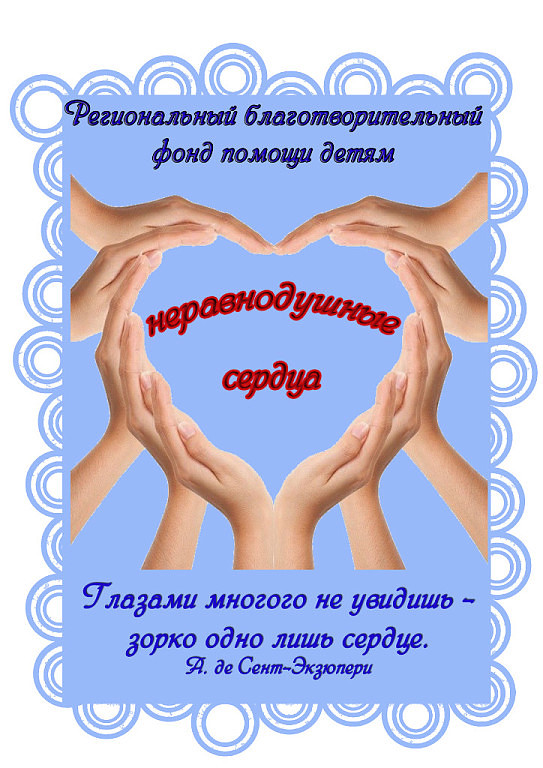 Региональный благотворительный
фонд помощи детям
неравнодушные
сердца
Глазами многого не увидишь -
зорко одно лишь сердце.
А. де Сент-Экзюпери